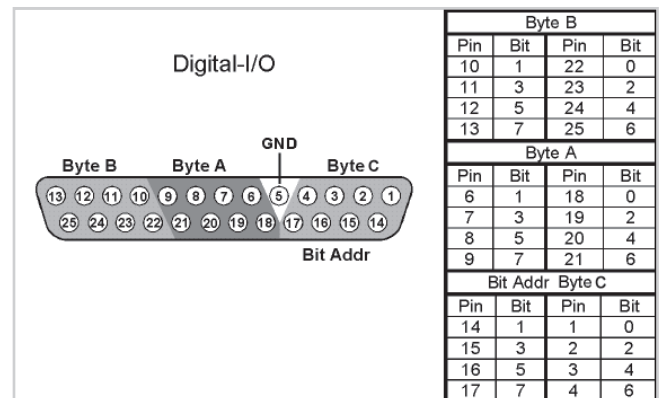 Digital-I/O
GND
Byte B Byte A Byte C
13 12 11 10 9 8 7 6 5 4 3 2 1
25 24 23 22 21 20 19 18 17 16 15 14
Bit Addr
Byte B
Pin Bit Pin Bit
10 1 22 0
11 3 23 2
12 5 24 4
13 7 25 6
Byte A
Pin Bit Pin Bit
6 1 18 0
7 3 19 2
8 5 20 4
9 7 21 6
Bit Addr Byte C
Pin Bit Pin Bit
14 1 1 0
15 3 2 2
16 5 3 4
17 7 4 6